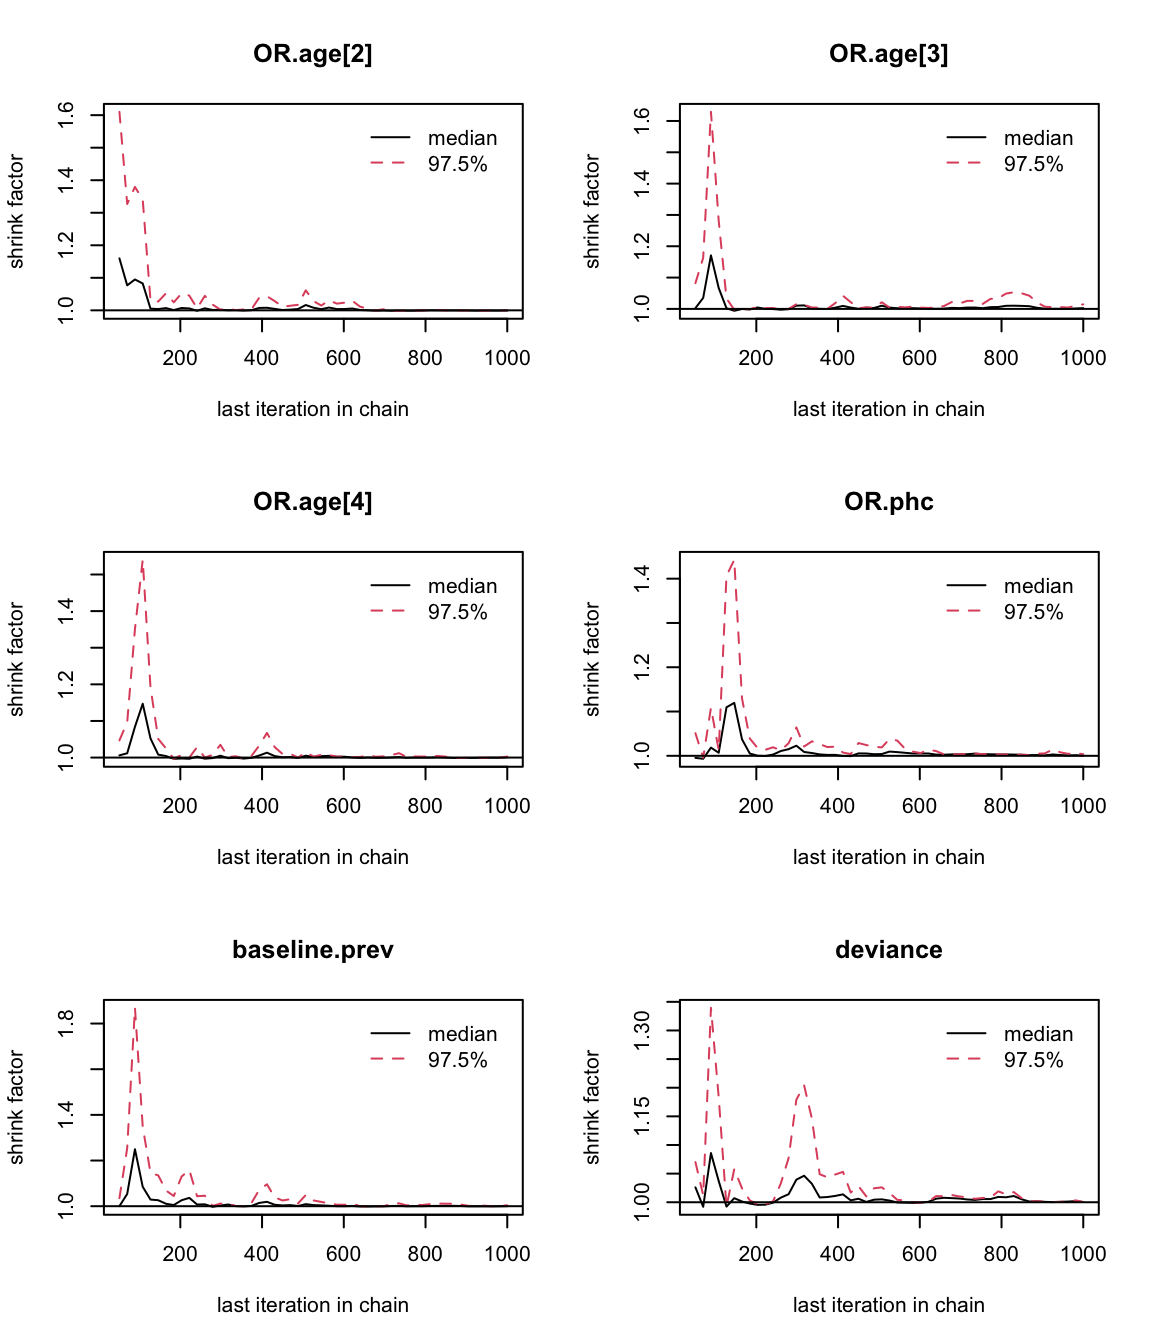 OR.age[2]
shrink factor
1.0 1.2 1.4 1.6
median
97.5%
200 400 600 800 1000
last iteration in chain
OR.age[3]
shrink factor
1.0 1.2 1.4 1.6
median
97.5%
200 400 600 800 1000
last iteration in chain
OR.age[4]
shrink factor
1.0 1.2 1.4
median
97.5%
200 400 600 800 1000
last iteration in chain
OR.phc
shrink factor
1.0 1.2 1.4
median
97.5%
200 400 600 800 1000
last iteration in chain
baseline.prev
shrink factor
1.0 1.4 1.8
median
97.5%
200 400 600 800 1000
last iteration in chain
deviance
shrink factor
1.00 1.15 1.30
median
97.5%
200 400 600 800 1000
last iteration in chain